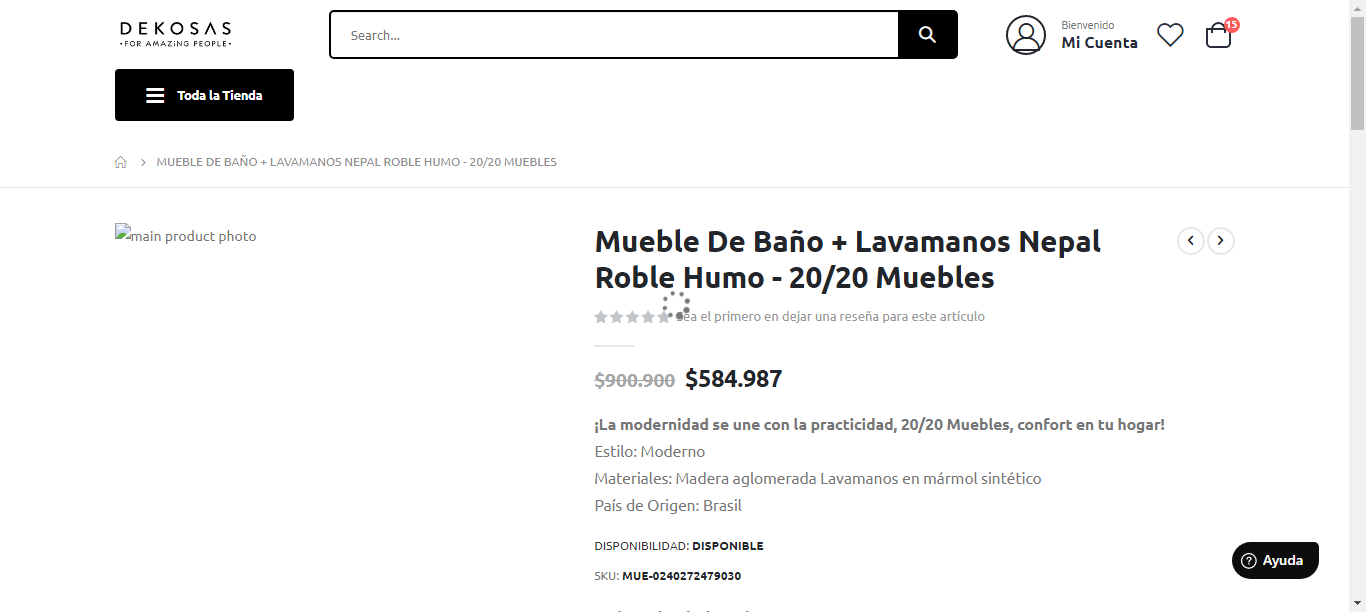 DEKOSAS
•FOR AMAZING PEOPLE•
Search...
Bienvenido
Mi Cuenta
15
Toda la Tienda
MUEBLE DE BAÑO + LAVAMANOS NEPAL ROBLE HUMO - 20/20 MUEBLES
main product photo
Mueble De Baño + Lavamanos Nepal
Roble Humo - 20/20 Muebles
Sea el primero en dejar una reseña para este artículo
$900.900 $584.987
¡La modernidad se une con la practicidad, 20/20 Muebles, confort en tu hogar!
Estilo: Moderno
Materiales: Madera aglomerada Lavamanos en mármol sintético
País de Origen: Brasil
DISPONIBILIDAD: DISPONIBLE
SKU: MUE-0240272479030
Ayuda